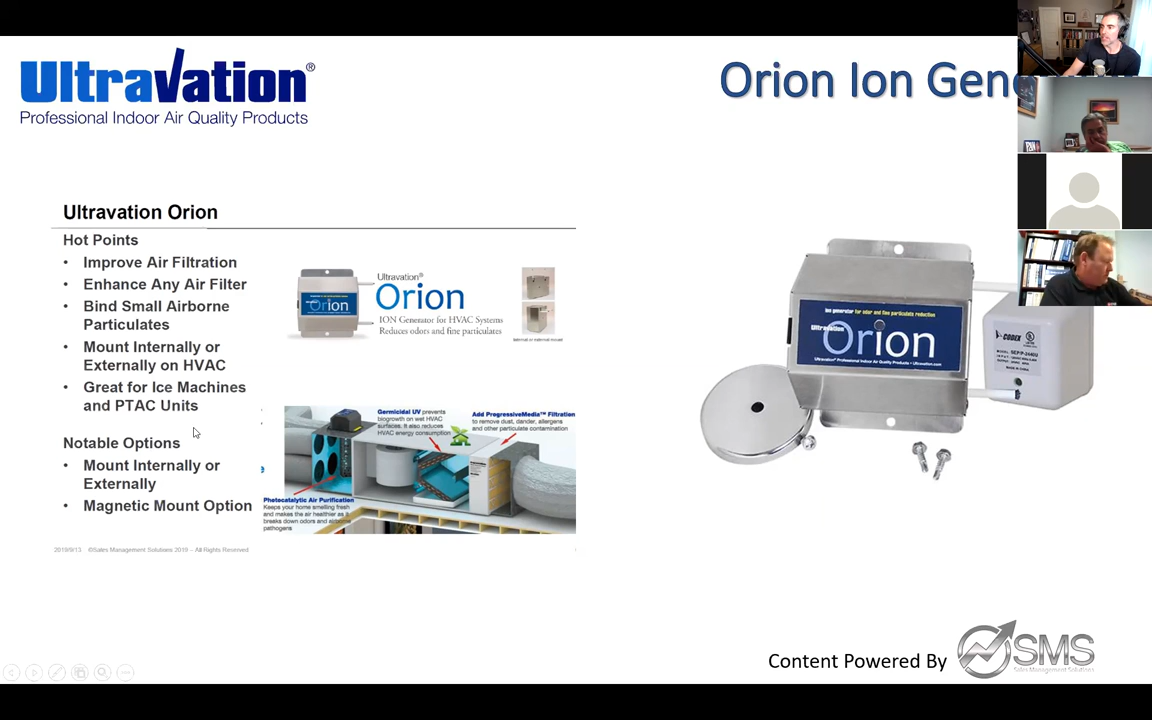 Ultravation®
Professional Indoor Air Quality Products
Orion Ion Gen
Ultravation Orion
Hot Points
• Improve Air Filtration
• Enhance Any Air Filter
• Bind Small Airborne
Particulates
• Mount Internally or
Externally on HVAC
• Great for Ice Machines
and PTAC Units
Notable Options
• Mount Internally or
Externally
• Magnetic Mount Option
Ultravation®
Orion
ION Generator for HVAC Systems
Reduces odors and fine particulates
Orion
Germicidal UV prevents
biogrowth on wet HVAC
surfaces. It also reduces
HVAC energy consumption
Add ProgressiveMedia™ Filtration
to remove dust, dander, allergens
and other particulate contamination
Photocatalytic Air Purification
Keeps your home smelling fresh
and makes the air healthier as it
breaks down odors and airborne
pathogens
2019/9/13 ©Sales Management Solutions 2019 – All Rights Reserved
Ion generator for odor and fine particulate reduction
Ultravation
Orion
Ultravation® Professional Indoor Air Quality Products • Ultravation.com
CODEX
Content Powered By
SMS
Sales Management Solutions